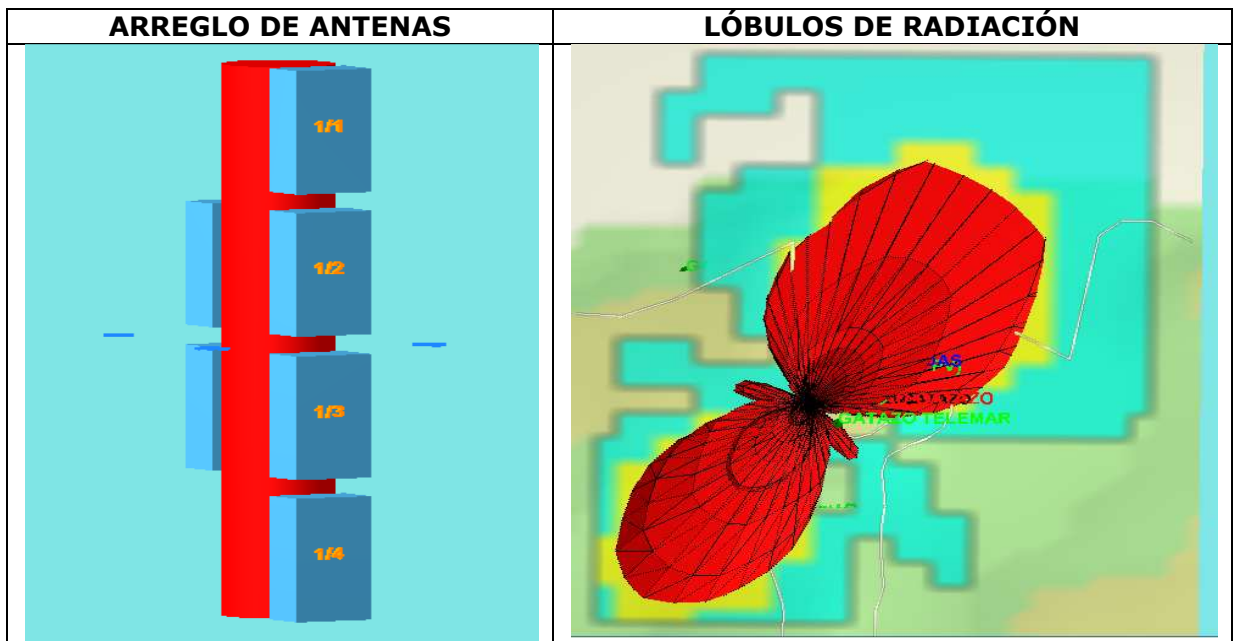 ARREGLO DE ANTENAS
LÓBULOS DE RADIACIÓN
1/1
1/2
1/3
1/4
GATAZO TELEMAR